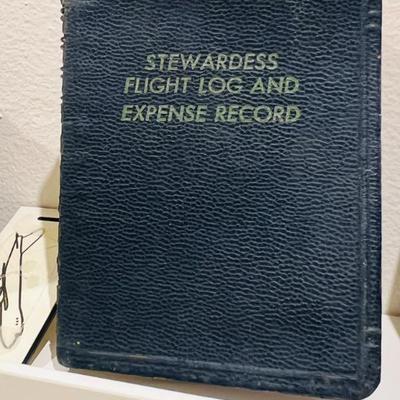 STEWARDESS
FLIGHT LOG AND
EXPENSE RECORD